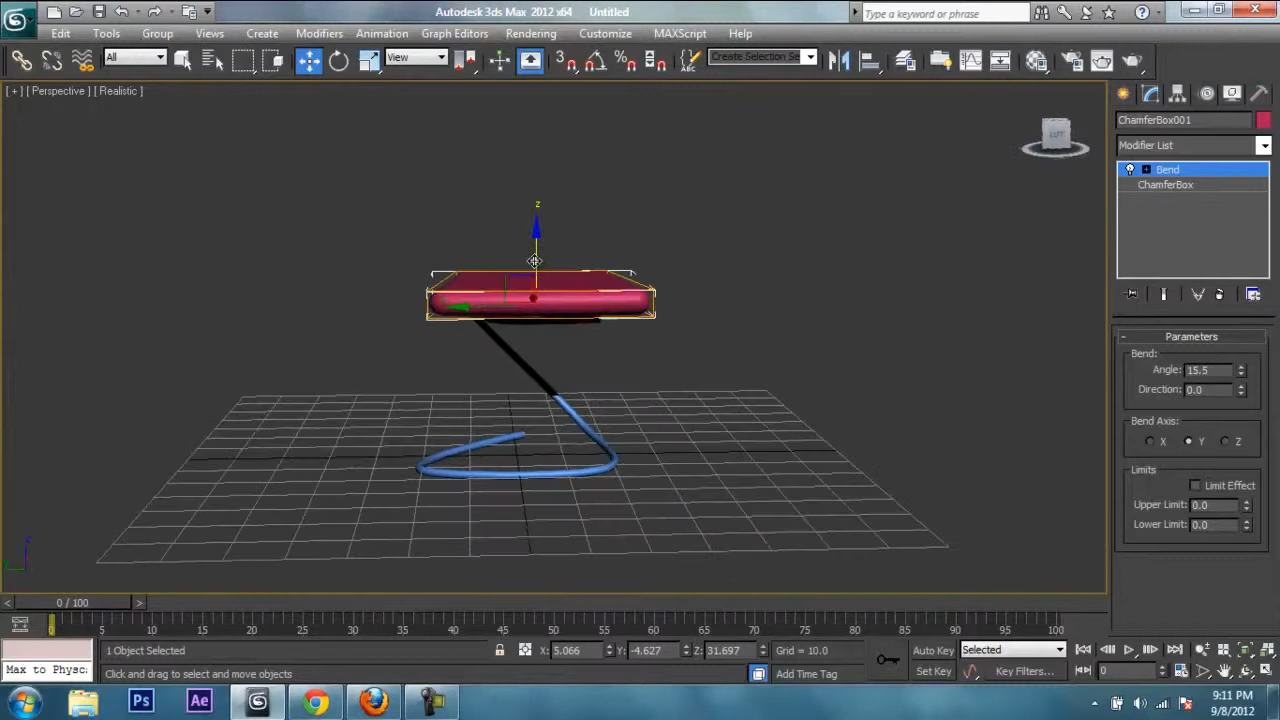 Autodesk 3ds Max 2012 x64 Untitled
Type a keyword or phrase
Edit Tools Group Views Create Modifiers Animation Graph Editors Rendering Customize MAXScript Help
All View Create Selection Se
[ + ] [ Perspective ] [ Realistic ]
z
ChamferBox001
Modifier List
Bend
ChamferBox
Parameters
Bend:
Angle: 15.5
Direction: 0.0
Bend Axis:
X Y Z
Limits
Limit Effect
Upper Limit: 0.0
Lower Limit: 0.0
0 / 100
0 5 10 15 20 25 30 35 40 45 50 55 60 65 70 75 80 85 90 95 100
1 Object Selected X: 5.066 Y: -4.627 Z: 31.697 Grid = 10.0 Auto Key Selected
Max to Physc: Click and drag to select and move objects Add Time Tag Set Key Key Filters... 0
Ps Ae
9:11 PM
9/8/2012